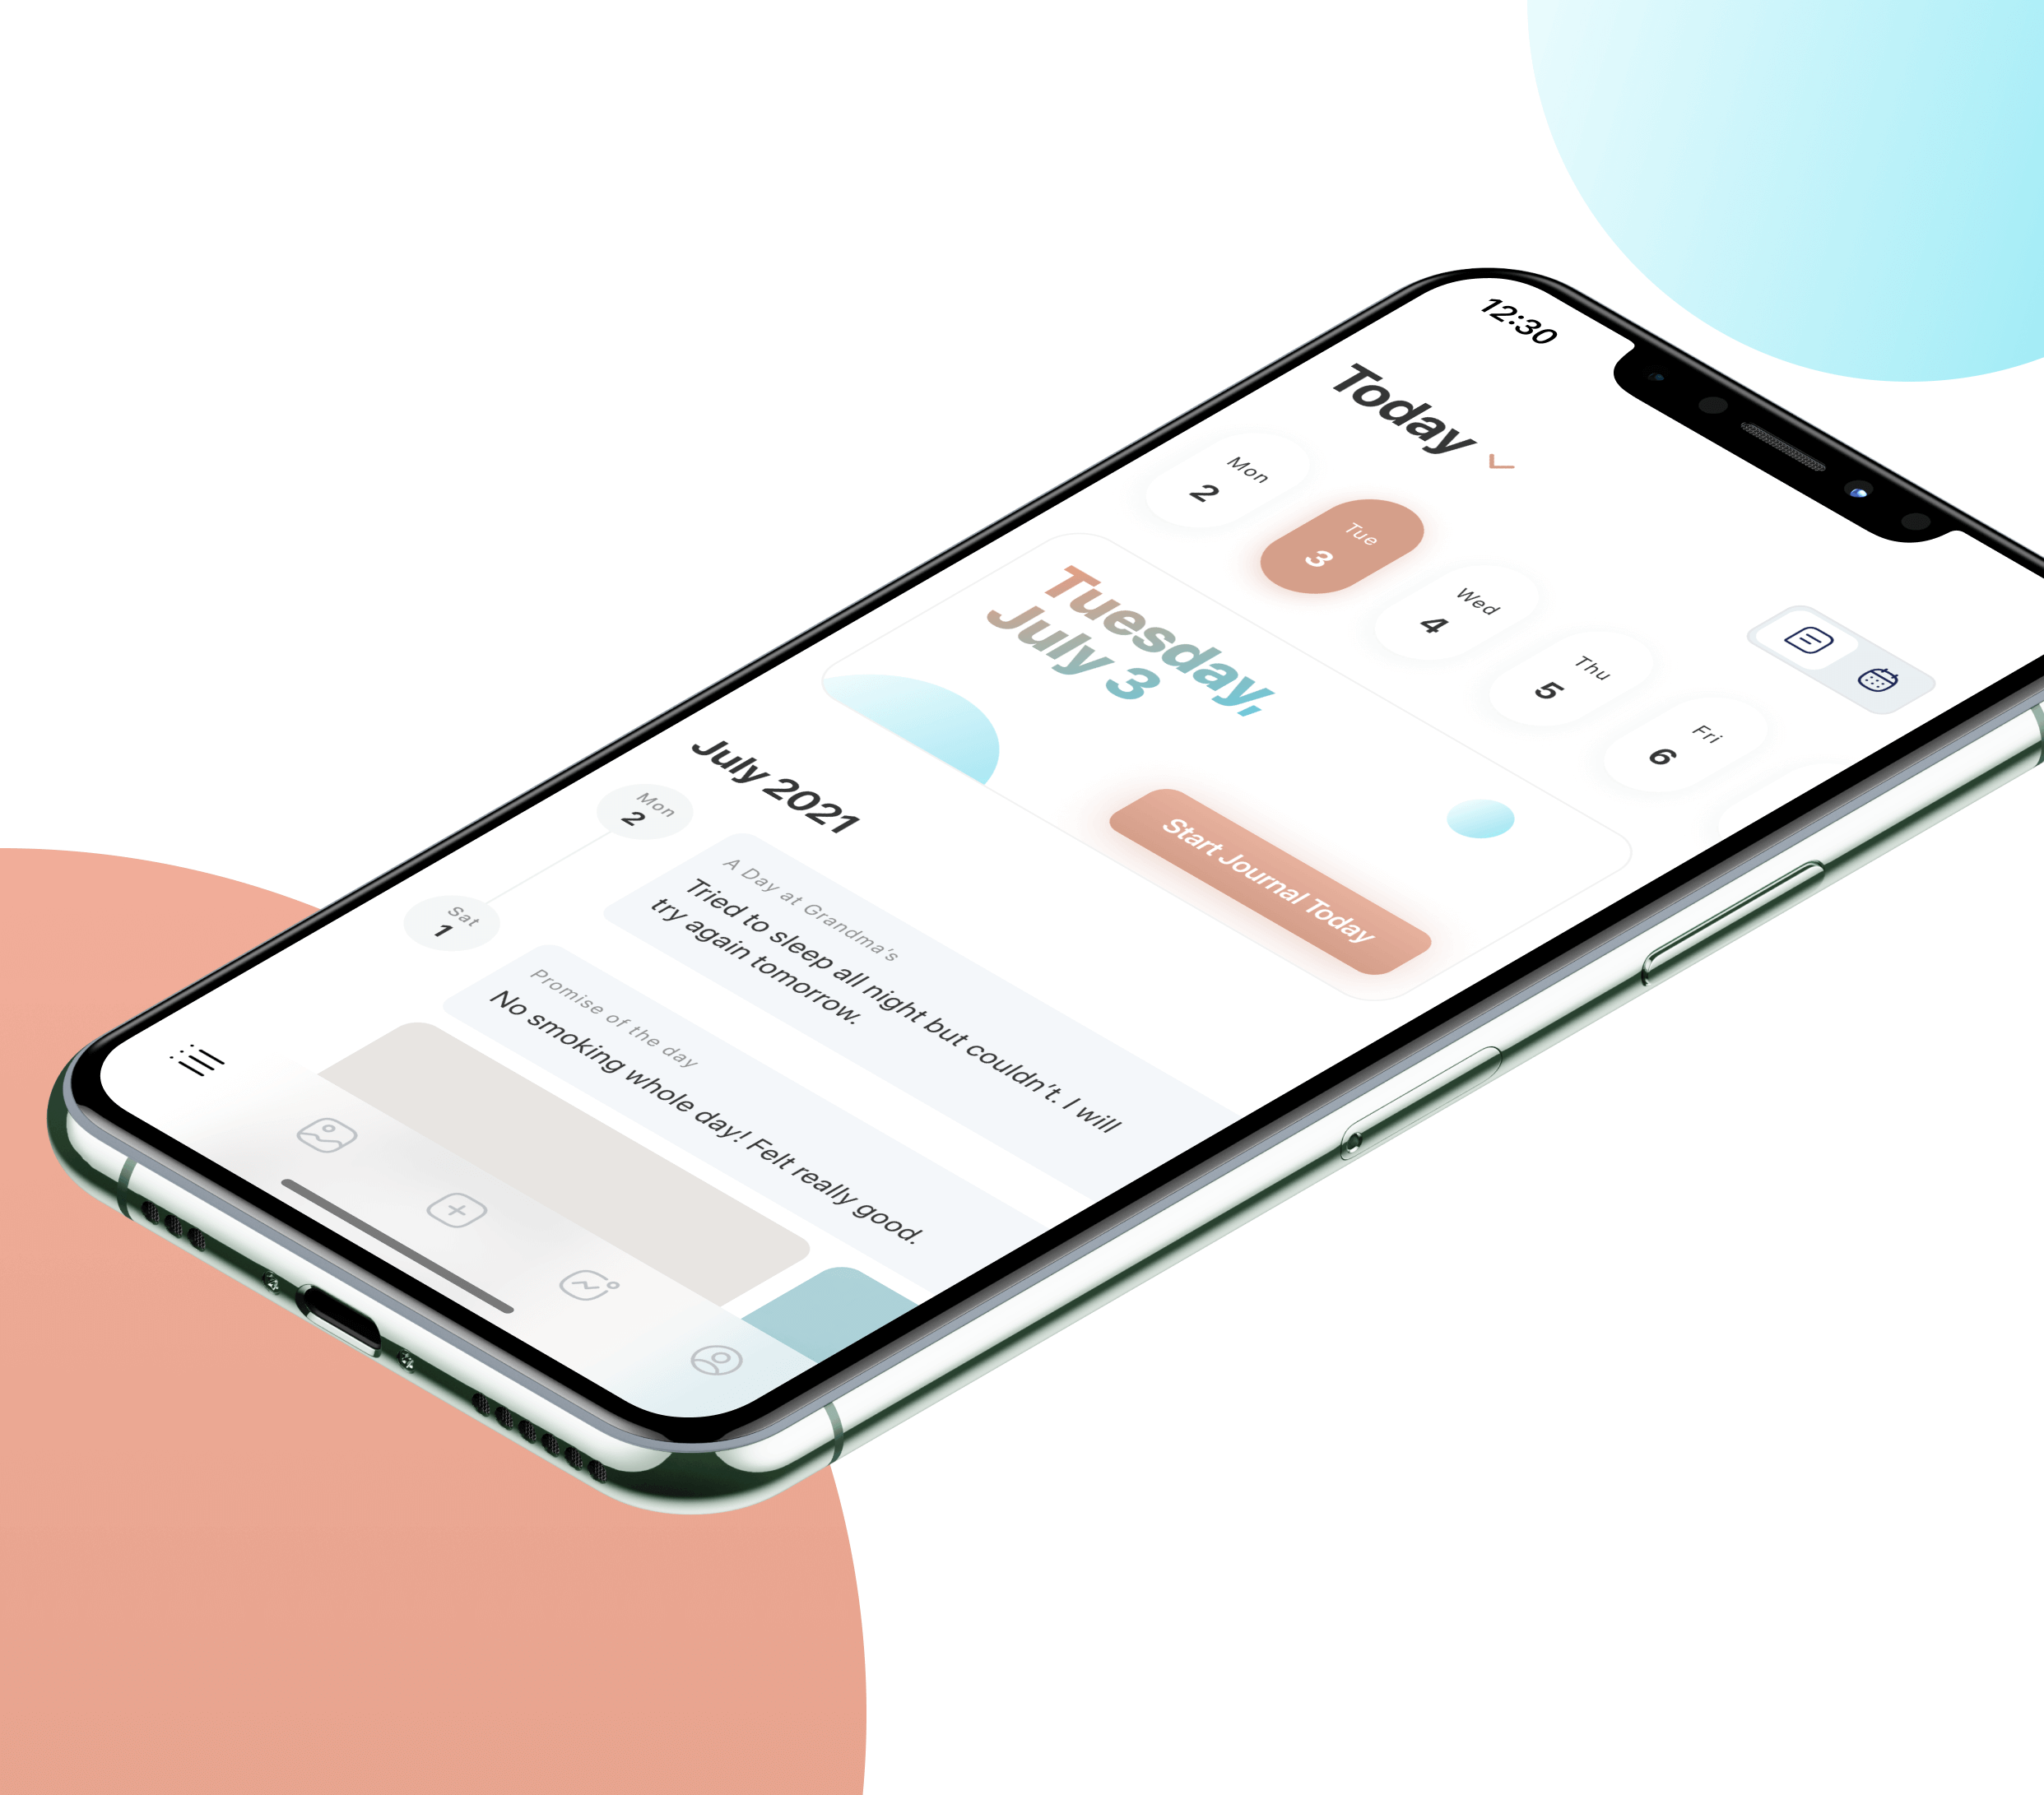 12:30
Today
Mon
2
Tue
3
Wed
4
Thu
5
Fri
6
Tuesday,
July 3
Start Journal Today
July 2021
Mon
2
A Day at Grandma's
Tried to sleep all night but couldn't. I will
try again tomorrow.
Sat
1
Promise of the day
No smoking whole day! Felt really good.